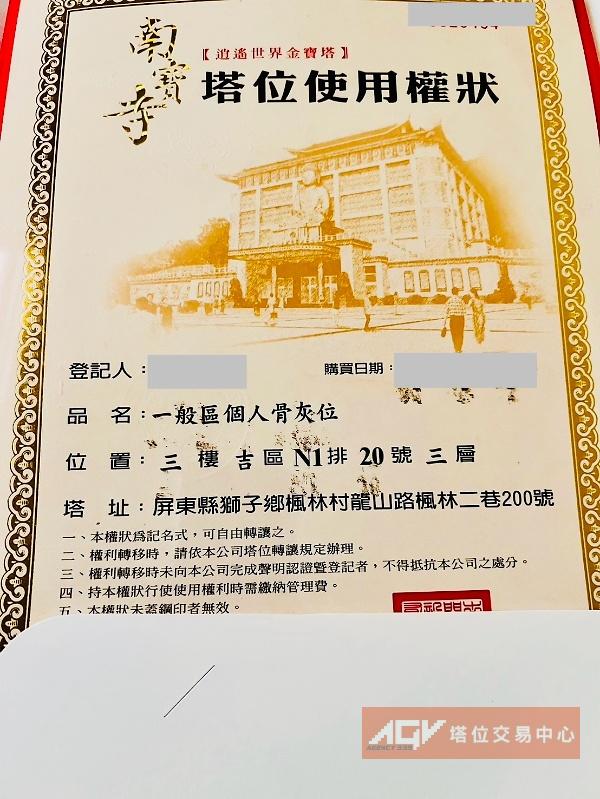 南寶寺
【逍遙世界金寶塔】
塔位使用權狀
登記人：
購買日期：
品 名：一般區個人骨灰位
位 置：三樓 吉區 N1排 20號 三層
塔 址：屏東縣獅子鄉楓林村龍山路楓林二巷200號
一、本權狀為記名式，可自由轉讓之。
二、權利轉移時，請依本公司塔位轉讓規定辦理。
三、權利轉移時未向本公司完成聲明認證暨登記者，不得抵抗本公司之處分。
四、持本權狀行使使用權利時需繳納管理費。
五、本權狀未蓋鋼印者無效。
AGV 塔位交易中心